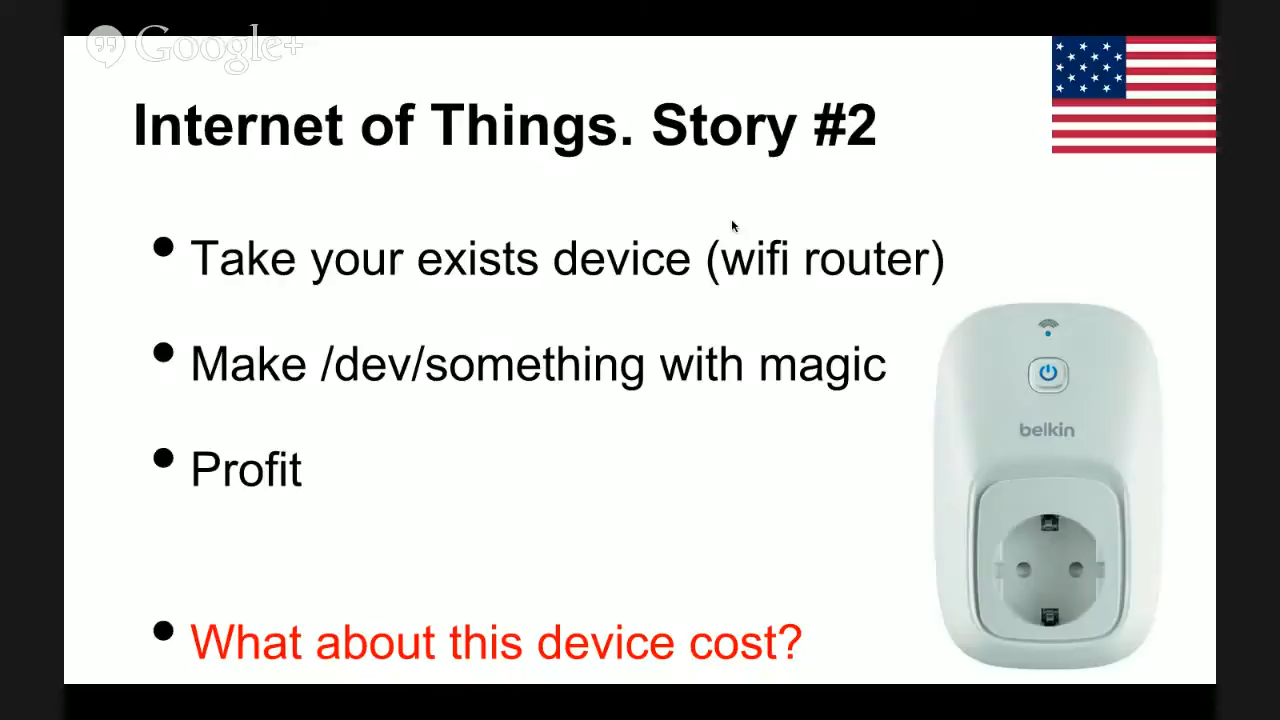 Google+
Internet of Things. Story #2
Take your exists device (wifi router)
Make /dev/something with magic
Profit
What about this device cost?
belkin